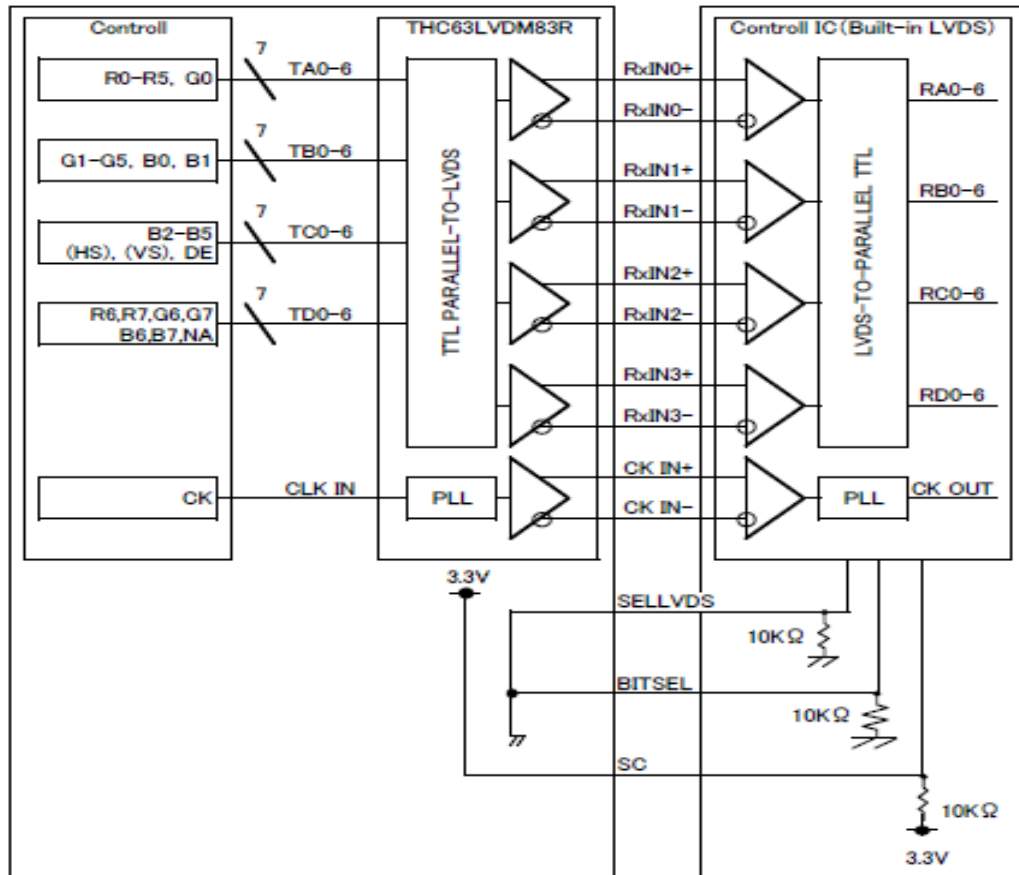 Controll
THC63LVDM83R
Controll IC(Built-in LVDS)
R0-R5, G0
7
TA0-6
RxIN0+
RxIN0-
RA0-6
G1-G5, B0, B1
7
TB0-6
RxIN1+
RxIN1-
RB0-6
B2-B5
(HS), (VS), DE
7
TC0-6
RxIN2+
RxIN2-
RC0-6
R6,R7,G6,G7
B6,B7,NA
7
TD0-6
RxIN3+
RxIN3-
RD0-6
TTL PARALLEL-TO-LVDS
LVDS-TO-PARALLEL TTL
CK
CLK IN
PLL
CK IN+
CK IN-
PLL
CK OUT
3.3V
SELLVDS
10KΩ
BITSEL
10KΩ
SC
10KΩ
3.3V